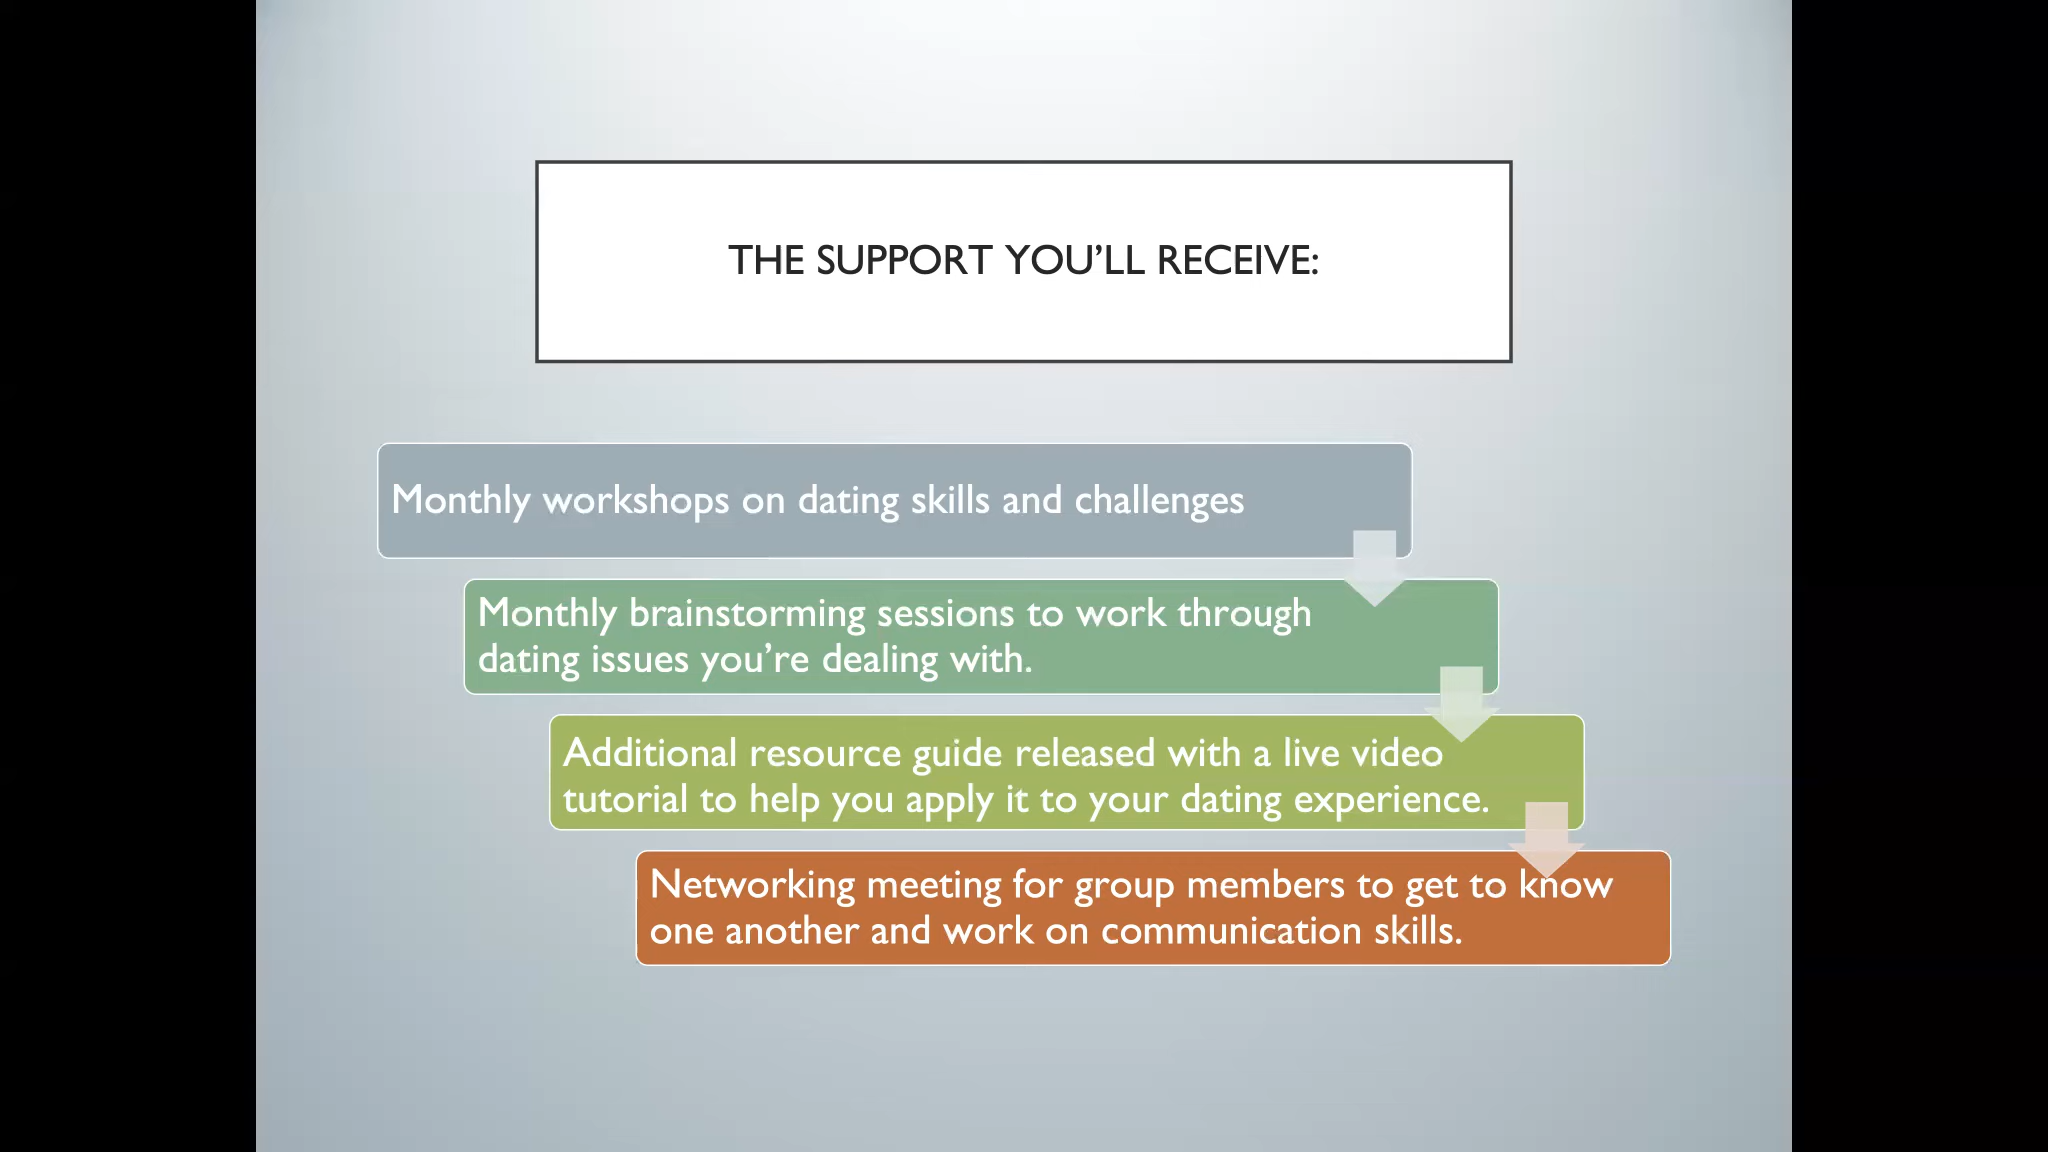 THE SUPPORT YOU’LL RECEIVE:
Monthly workshops on dating skills and challenges
Monthly brainstorming sessions to work through
dating issues you’re dealing with.
Additional resource guide released with a live video
tutorial to help you apply it to your dating experience.
Networking meeting for group members to get to know
one another and work on communication skills.